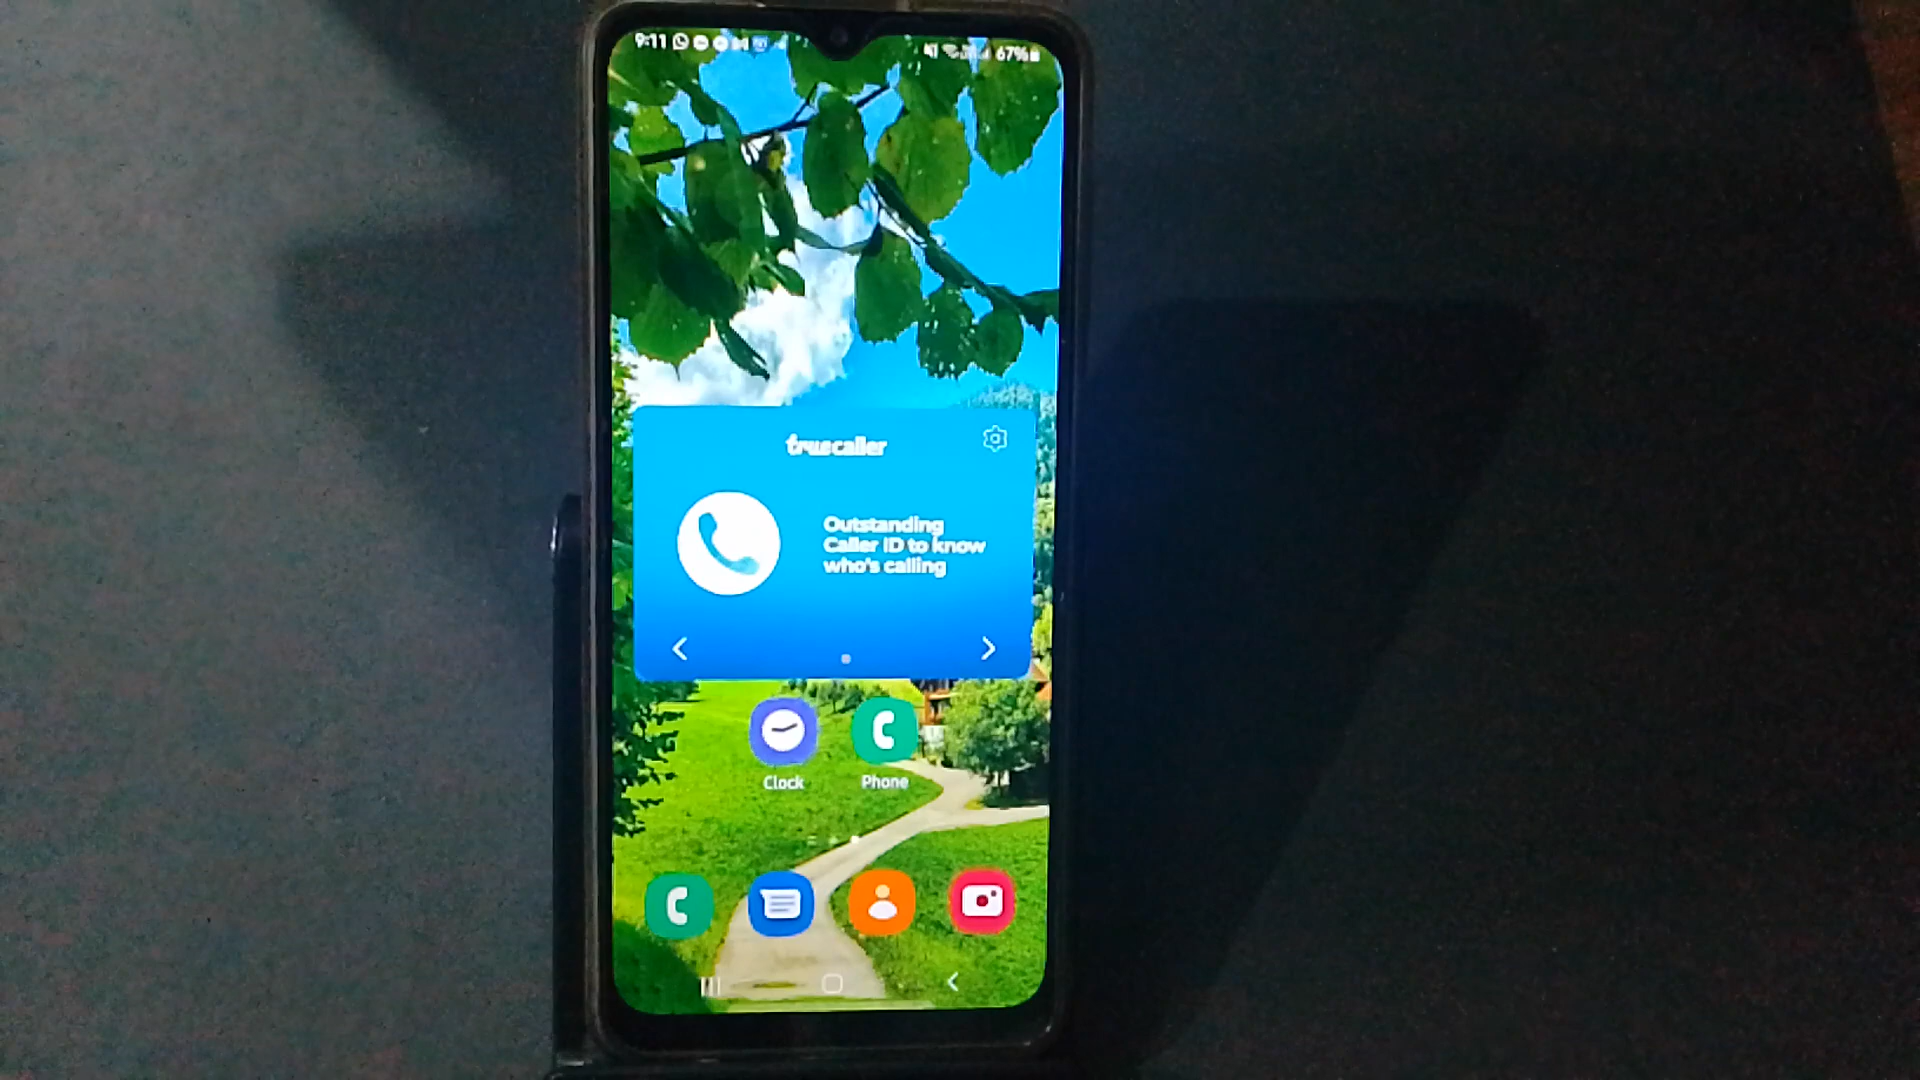 9:11
67%
truecaller
Outstanding
Caller ID to know
who's calling
Clock
Phone